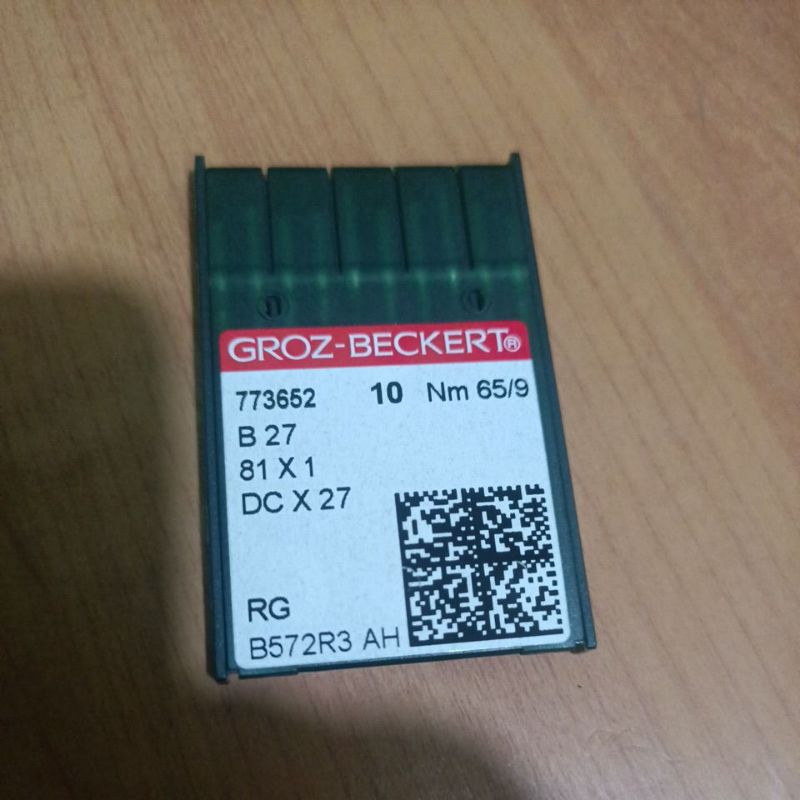 GROZ-BECKERT®
773652 10 Nm 65/9
B 27
81 X 1
DC X 27
RG
B572R3 AH